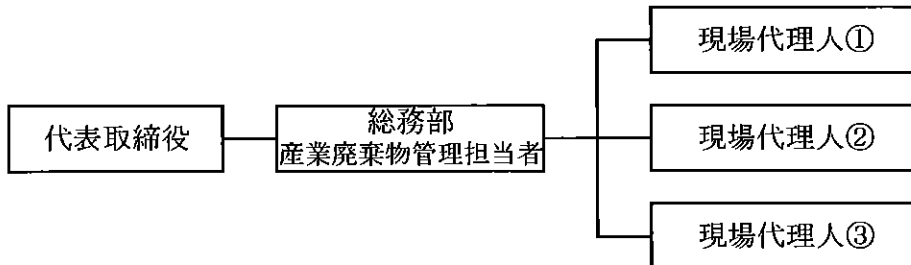 代表取締役
総務部
産業廃棄物管理担当者
現場代理人①
現場代理人②
現場代理人③